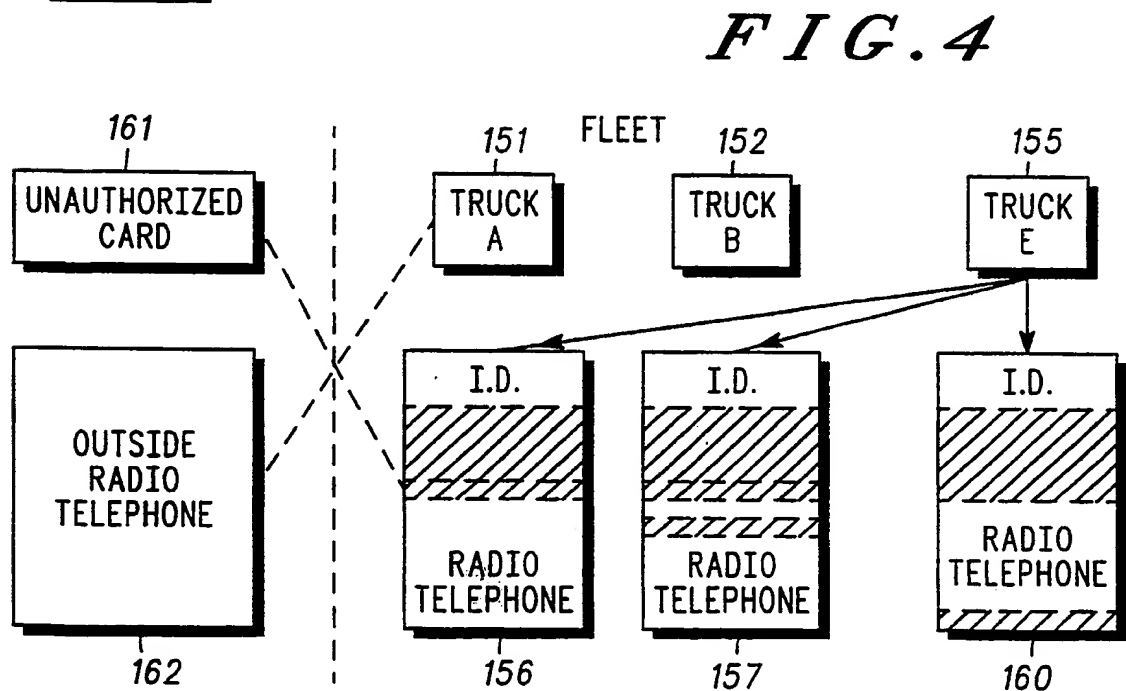 FIG.4
161
151
FLEET
152
155
UNAUTHORIZED
CARD
TRUCK
A
TRUCK
B
TRUCK
E
OUTSIDE
RADIO
TELEPHONE
I.D.
RADIO
TELEPHONE
I.D.
RADIO
TELEPHONE
I.D.
RADIO
TELEPHONE
162
156
157
160